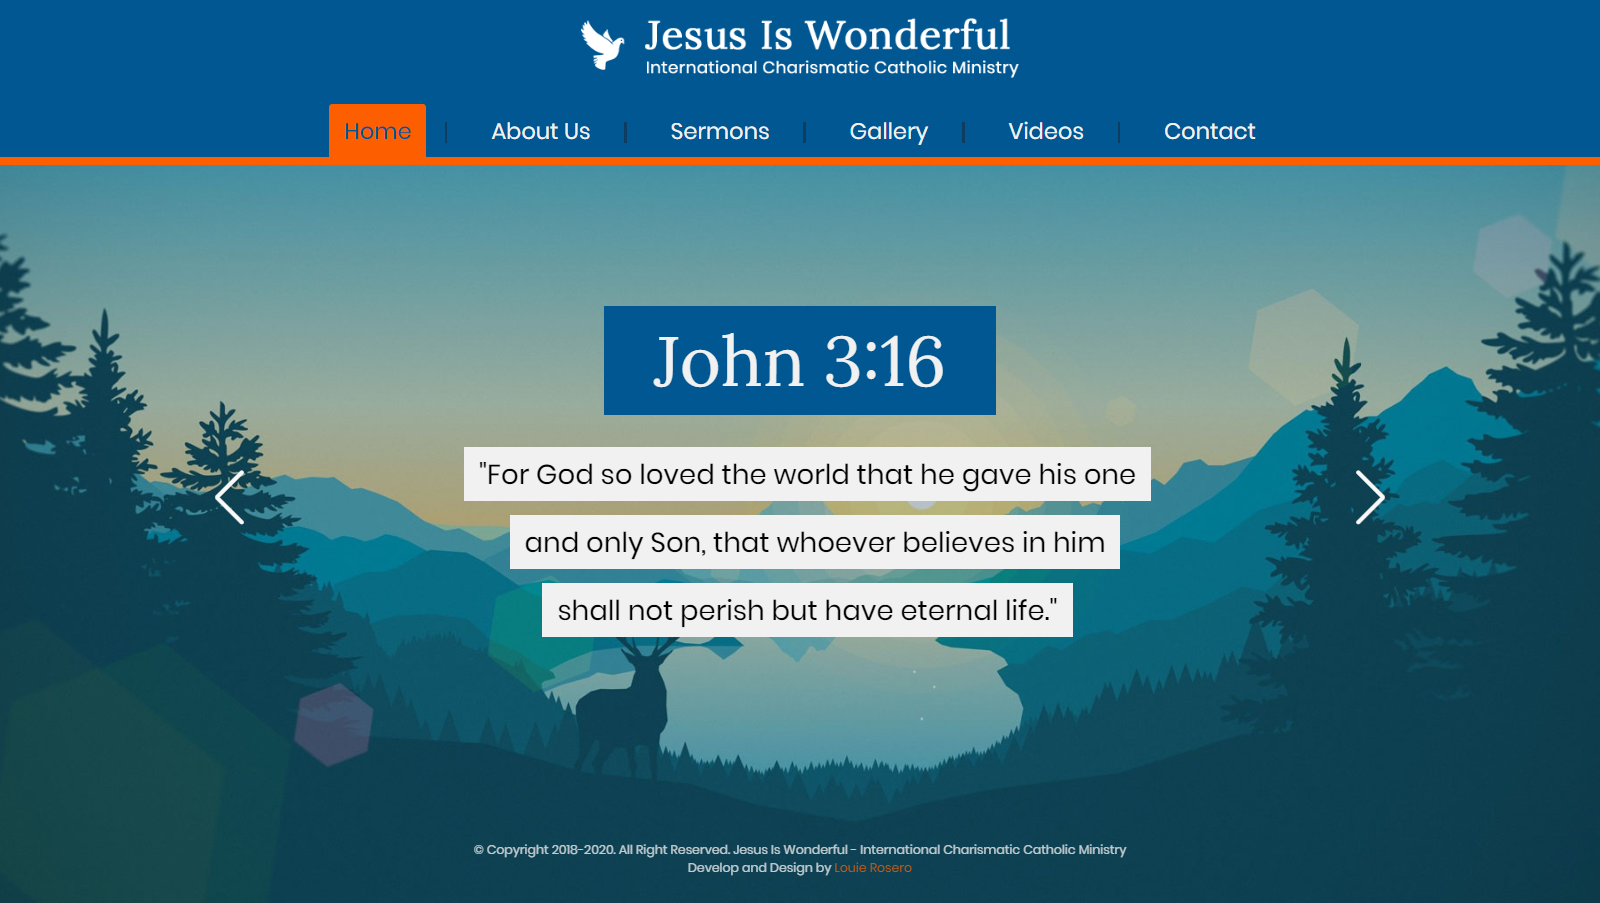 Jesus Is Wonderful
International Charismatic Catholic Ministry
Home About Us Sermons Gallery Videos Contact
John 3:16
"For God so loved the world that he gave his one
and only Son, that whoever believes in him
shall not perish but have eternal life."
© Copyright 2018-2020. All Right Reserved. Jesus Is Wonderful - International Charismatic Catholic Ministry
Develop and Design by Louie Rosero